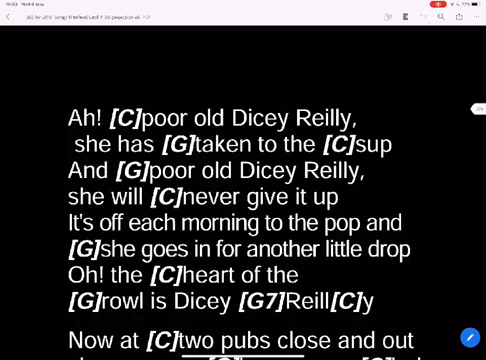 Ah! [C]poor old Dicey Reilly,
she has [G]taken to the [C]sup
And [G]poor old Dicey Reilly,
she will [C]never give it up
It's off each morning to the pop and
[G]she goes in for another little drop
Oh! the [C]heart of the
[G]rowl is Dicey [G7]Reill[C]y
Now at [C]two pubs close and out